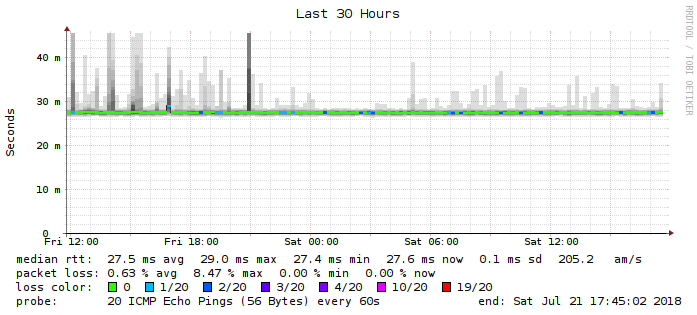 Last 30 Hours
RRDTOOL / TOBI OETIKER
Seconds
40 m
30 m
20 m
10 m
0
Fri 12:00 Fri 18:00 Sat 00:00 Sat 06:00 Sat 12:00
median rtt: 27.5 ms avg 29.0 ms max 27.4 ms min 27.6 ms now 0.1 ms sd 205.2 am/s
packet loss: 0.63 % avg 8.47 % max 0.00 % min 0.00 % now
loss color: 0 1/20 2/20 3/20 4/20 10/20 19/20
probe: 20 ICMP Echo Pings (56 Bytes) every 60s end: Sat Jul 21 17:45:02 2018